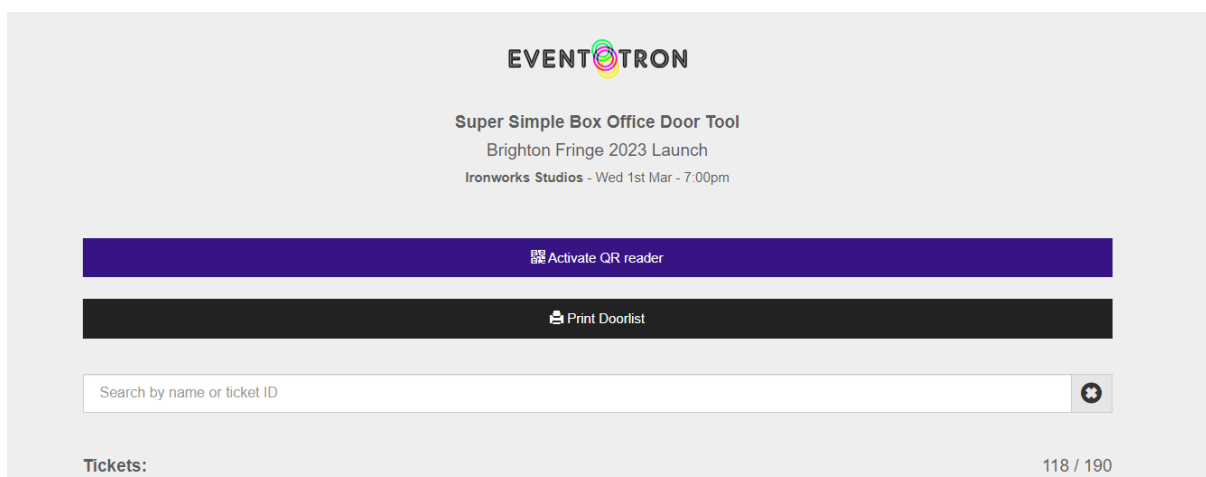 EVENTOTRON
Super Simple Box Office Door Tool
Brighton Fringe 2023 Launch
Ironworks Studios - Wed 1st Mar - 7:00pm
Activate QR reader
Print Doorlist
Search by name or ticket ID
Tickets: 118 / 190